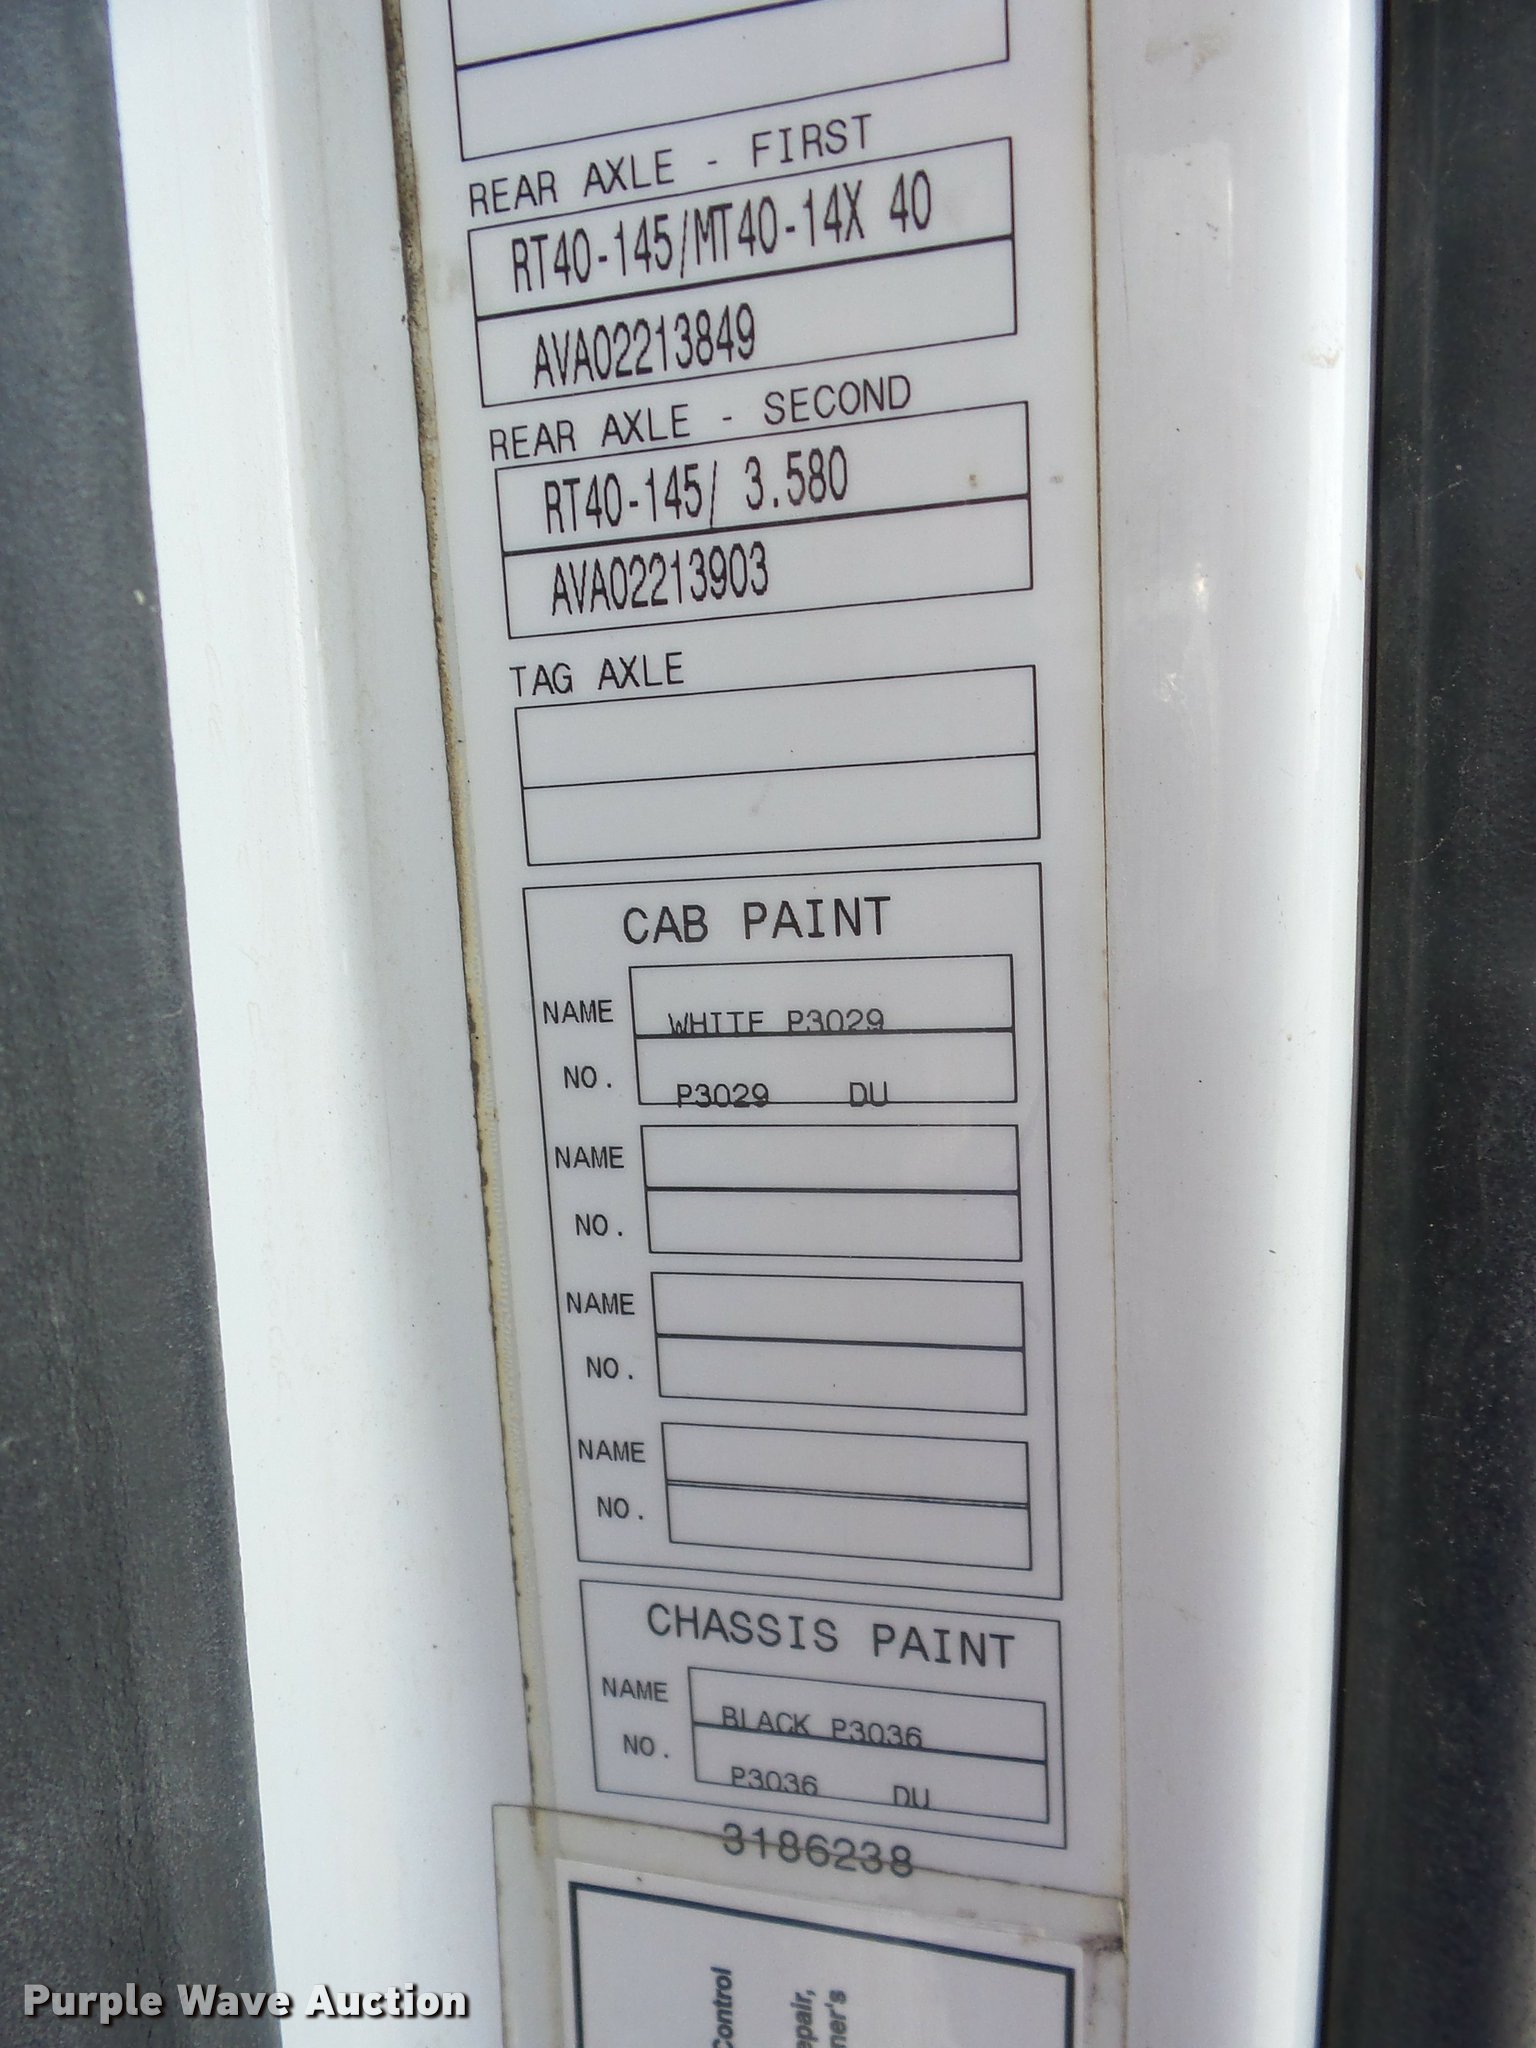 REAR AXLE - FIRST
RT40-145/MT40-14X 40
AVA02213849
REAR AXLE - SECOND
RT40-145/ 3.580
AVA02213903
TAG AXLE
CAB PAINT
NAME WHITE P3029
NO. P3029 DU
NAME
NO.
NAME
NO.
NAME
NO.
CHASSIS PAINT
NAME BLACK P3036
NO. P3036 DU
3186238
Control
epair,
ner's
Purple Wave Auction